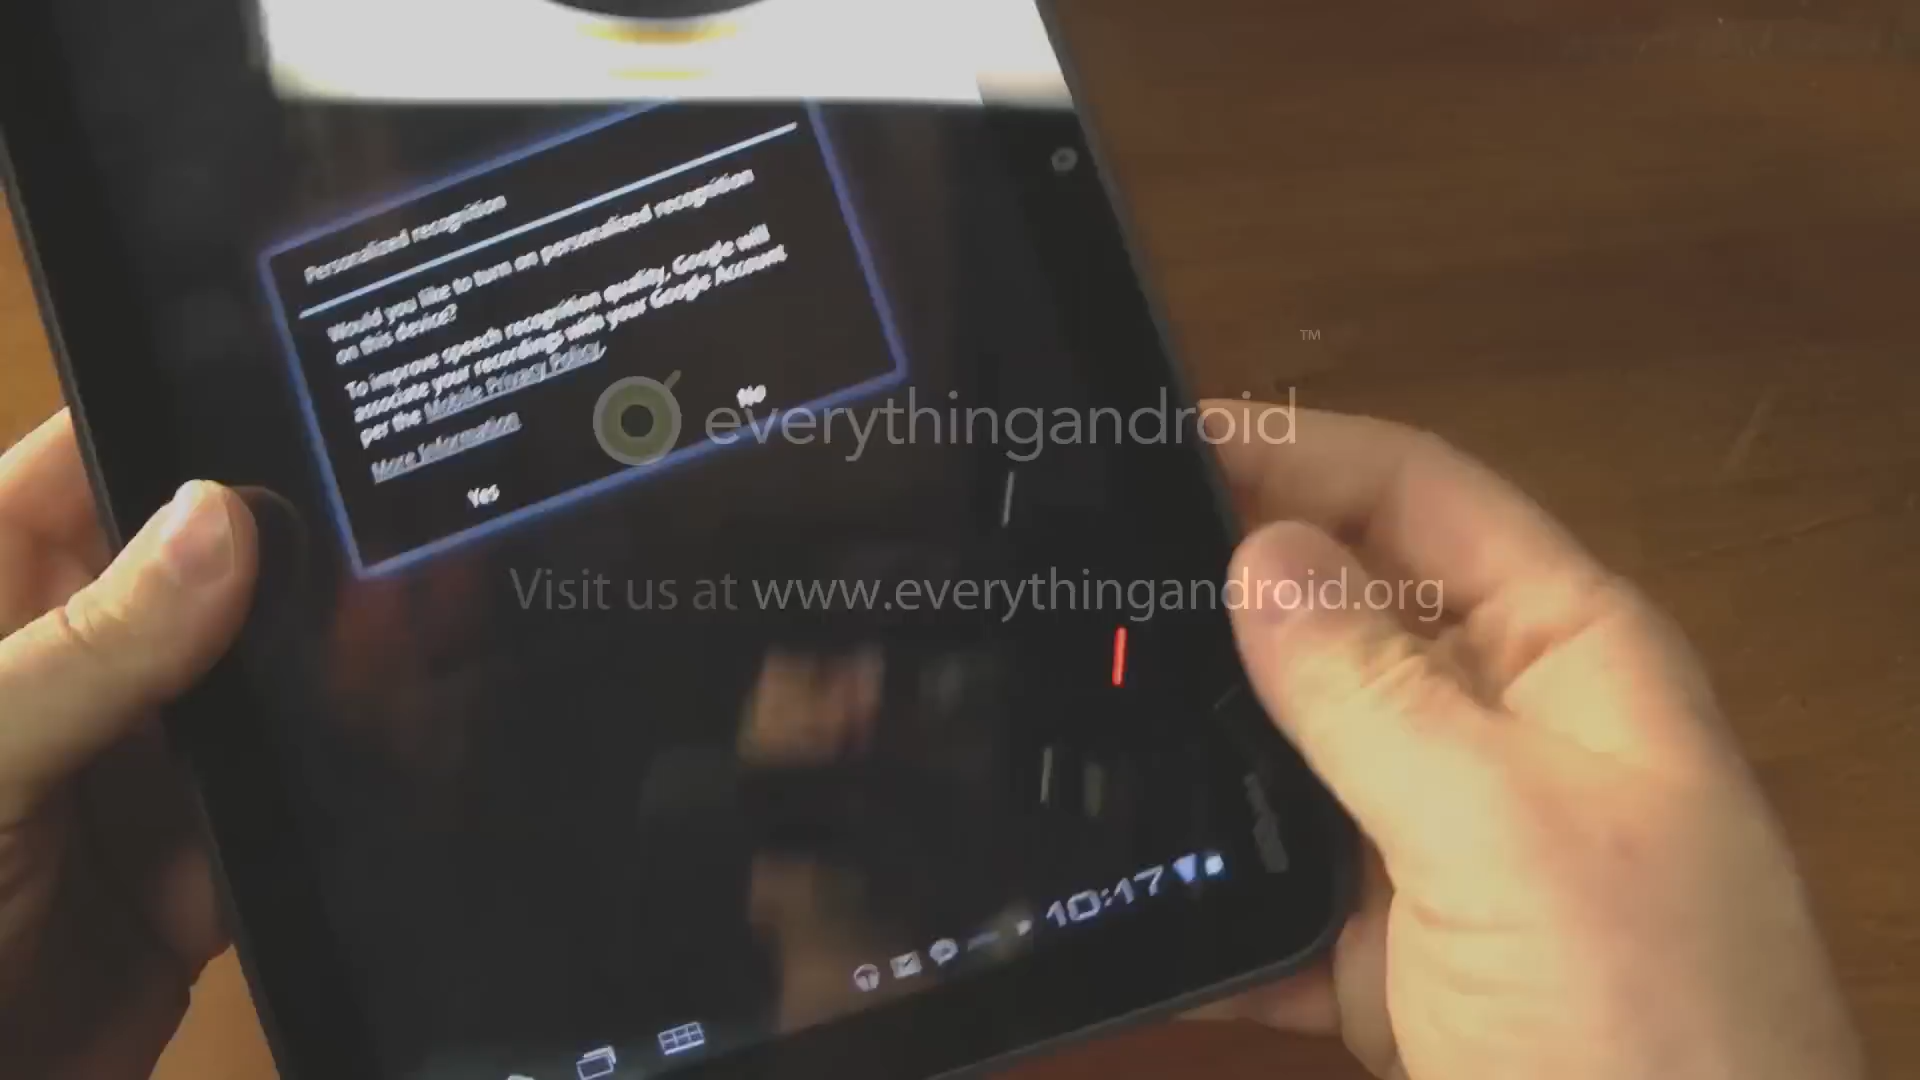 Personalized recognition
Would you like to turn on personalized recognition
on this device?
To improve speech recognition quality, Google will
associate your recordings with your Google Account
per the Mobile Privacy Policy.
More Information.
Yes
No
everythingandroid
™
Visit us at www.everythingandroid.org
10:17